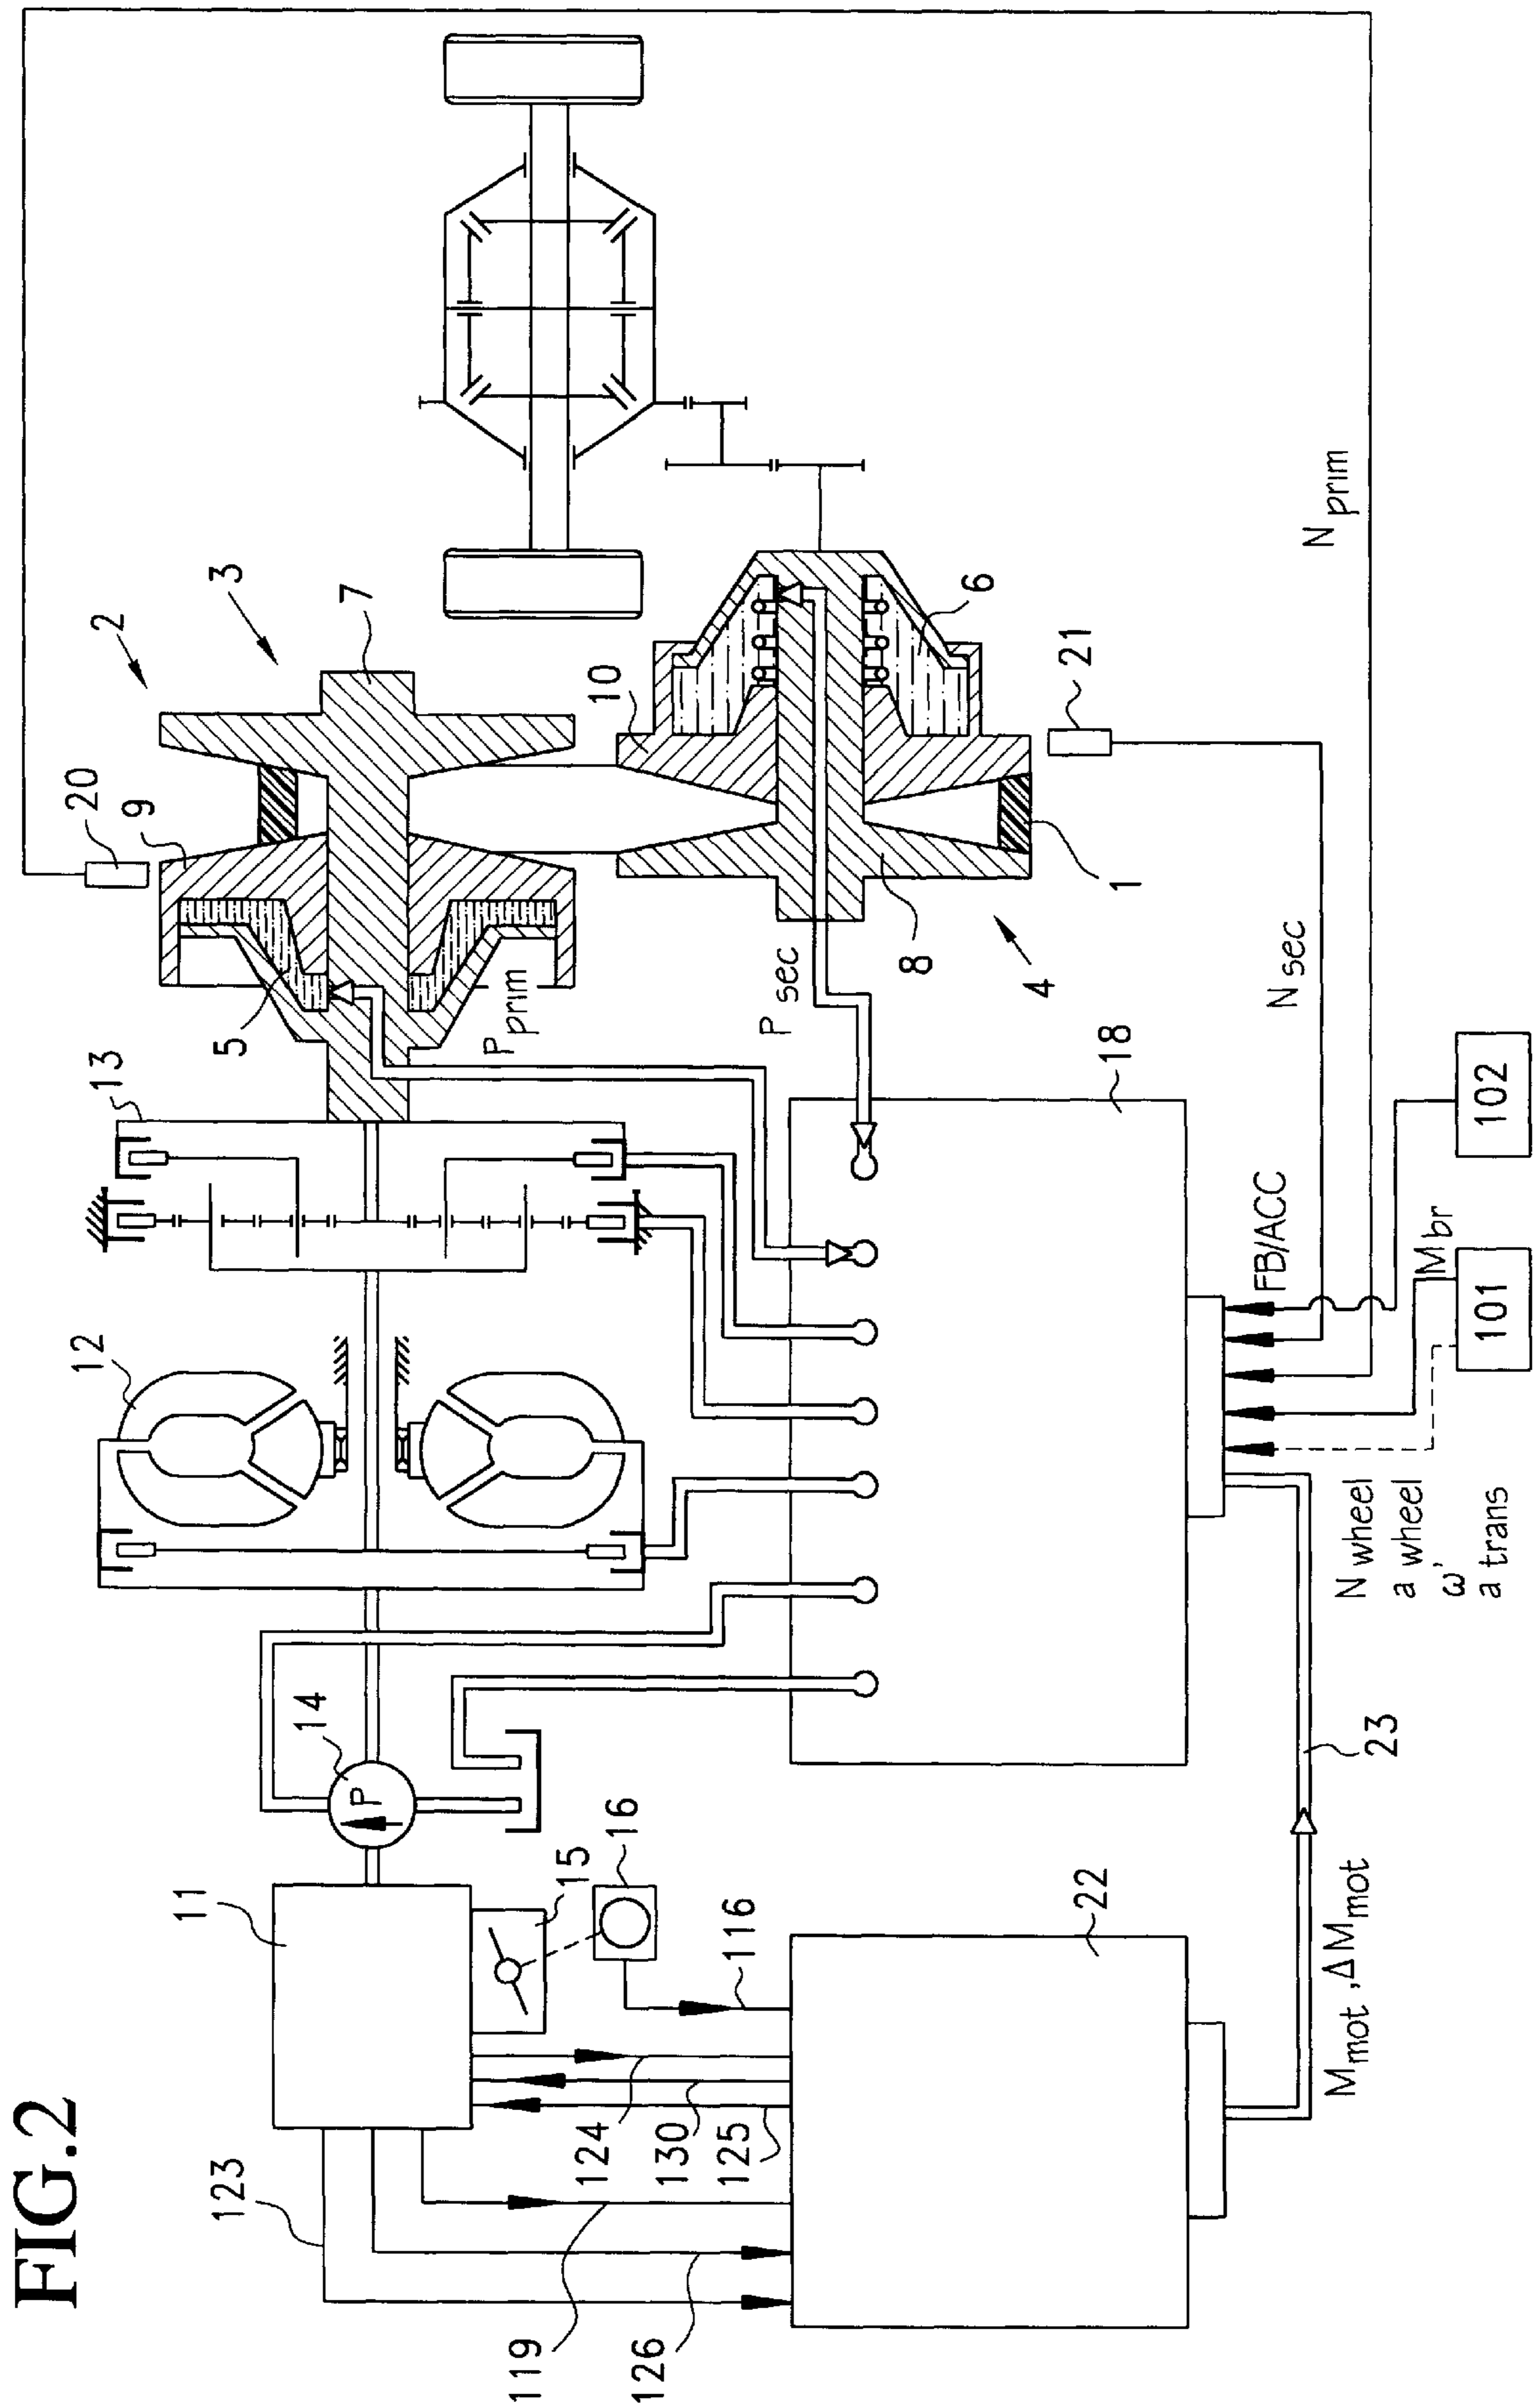 FIG.2
123
11
14
12
13
5
20
9
2
3
7
P prim
119
126
124
130
125
116
15
16
P
P sec
10
6
21
1
8
4
22
18
N sec
N prim
M mot , ΔM mot
23
N wheel
a wheel
ω'
a trans
FB/ACC
M br
101
102